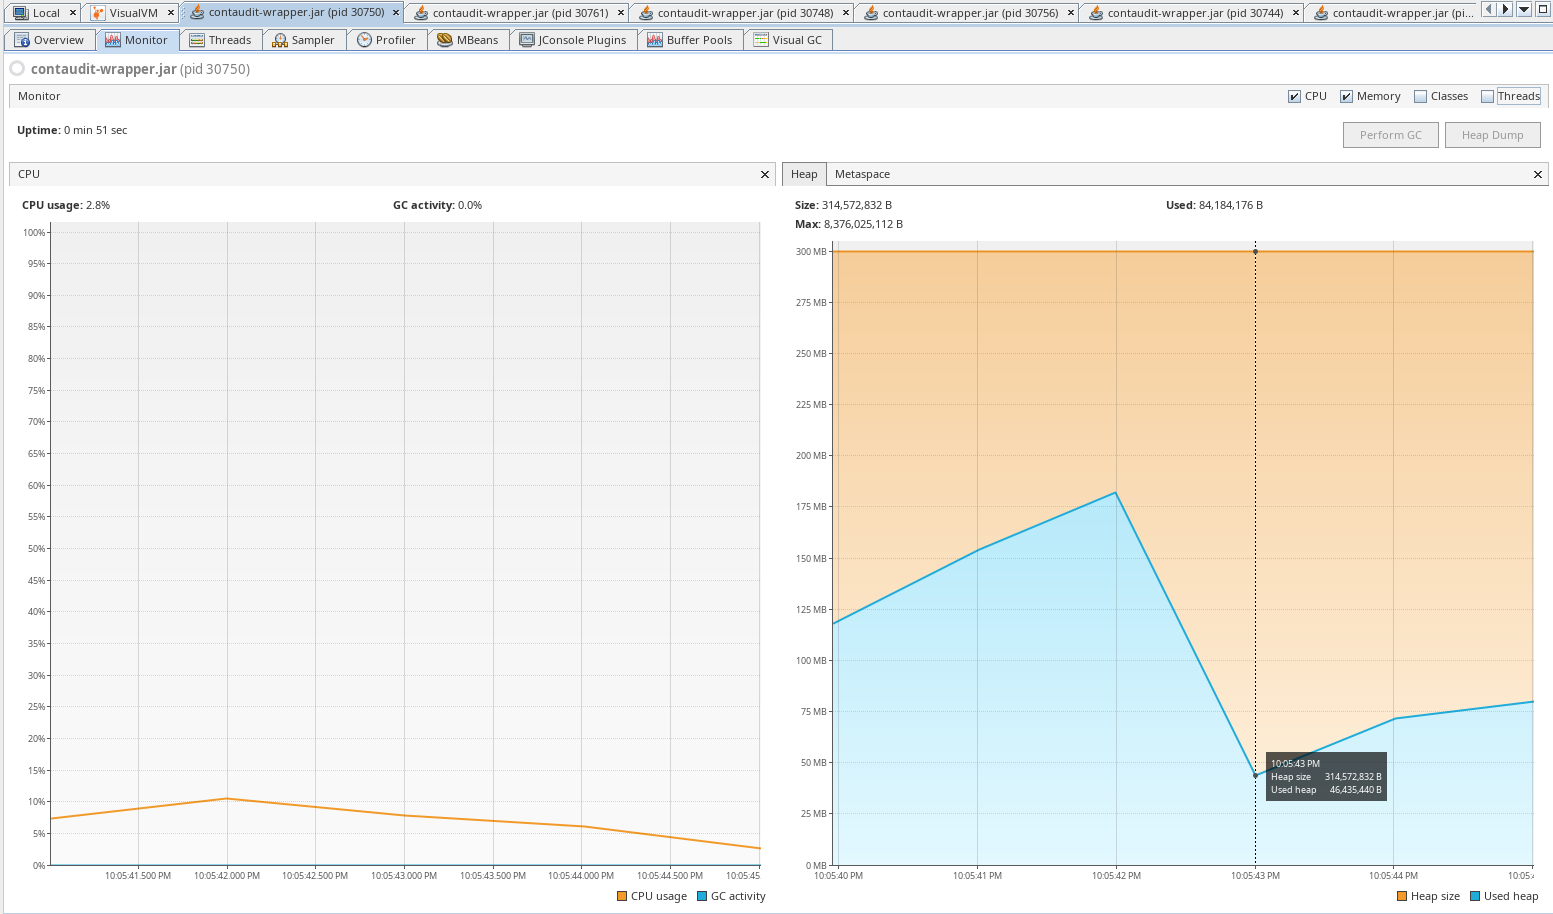 Local VisualVM contaudit-wrapper.jar (pid 30750) contaudit-wrapper.jar (pid 30761) contaudit-wrapper.jar (pid 30748) contaudit-wrapper.jar (pid 30756) contaudit-wrapper.jar (pid 30744) contaudit-wrapper.jar (pi...
Overview Monitor Threads Sampler Profiler MBeans JConsole Plugins Buffer Pools Visual GC
contaudit-wrapper.jar (pid 30750)
Monitor CPU Memory Classes Threads
Uptime: 0 min 51 sec
Perform GC Heap Dump
CPU
CPU usage: 2.8% GC activity: 0.0%
100%
95%
90%
85%
80%
75%
70%
65%
60%
55%
50%
45%
40%
35%
30%
25%
20%
15%
10%
5%
0%
10:05:41.500 PM 10:05:42.000 PM 10:05:42.500 PM 10:05:43.000 PM 10:05:43.500 PM 10:05:44.000 PM 10:05:44.500 PM 10:05:45
CPU usage GC activity
Heap Metaspace
Size: 314,572,832 B Used: 84,184,176 B
Max: 8,376,025,112 B
300 MB
275 MB
250 MB
225 MB
200 MB
175 MB
150 MB
125 MB
100 MB
75 MB
50 MB
25 MB
0 MB
10:05:43 PM
Heap size 314,572,832 B
Used heap 46,435,440 B
10:05:40 PM 10:05:41 PM 10:05:42 PM 10:05:43 PM 10:05:44 PM 10:05:
Heap size Used heap